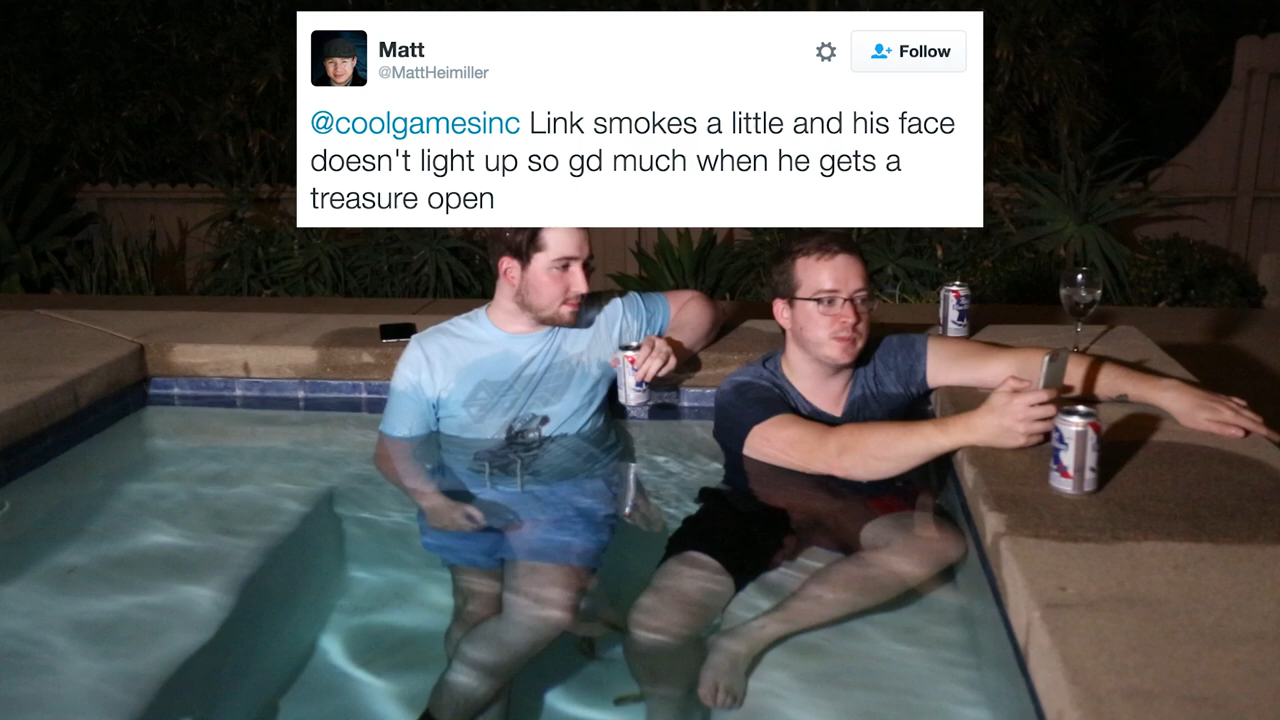 Matt
@MattHeimiller
Follow
@coolgamesinc Link smokes a little and his face
doesn't light up so gd much when he gets a
treasure open